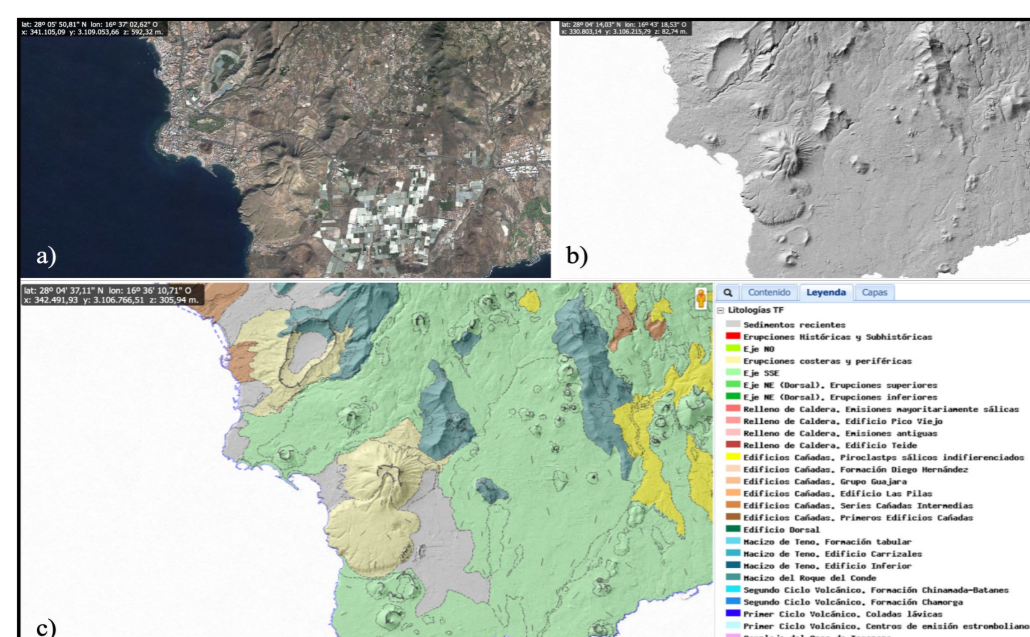 lat: 28º 05' 50,81" N lon: 16º 37' 02,62" O
x: 341.105,09 y: 3.109.053,66 z: 592,32 m.
a)
lat: 28º 04' 14,03" N lon: 16º 43' 18,53" O
x: 330.803,14 y: 3.106.215,79 z: 82,74 m.
b)
lat: 28º 04' 37,11" N lon: 16º 36' 10,71" O
x: 342.491,93 y: 3.106.766,51 z: 305,94 m.
c)
Contenido Leyenda Capas
Litologías TF
Sedimentos recientes
Erupciones Históricas y Subhistóricas
Eje NO
Erupciones costeras y periféricas
Eje SSE
Eje NE (Dorsal), Erupciones superiores
Eje NE (Dorsal), Erupciones inferiores
Relleno de Caldera, Emisiones mayoritariamente sálicas
Relleno de Caldera, Edificio Pico Viejo
Relleno de Caldera, Emisiones antiguas
Relleno de Caldera, Edificio Teide
Edificios Cañadas, Piroclastps sálicos indifierenciados
Edificios Cañadas, Formación Diego Hernández
Edificios Cañadas, Grupo Guajara
Edificios Cañadas, Edificio Las Pilas
Edificios Cañadas, Series Cañadas Intermedias
Edificios Cañadas, Primeros Edificios Cañadas
Edificio Dorsal
Macizo de Teno, Formación tabular
Macizo de Teno, Edificio Carrizales
Macizo de Teno, Edificio Inferior
Macizo del Roque del Conde
Segundo Ciclo Volcánico, Formación Chinamada-Batanes
Segundo Ciclo Volcánico, Formación Chamorga
Primer Ciclo Volcánico, Coladas lávicas
Primer Ciclo Volcánico, Centros de emisión estromboliano